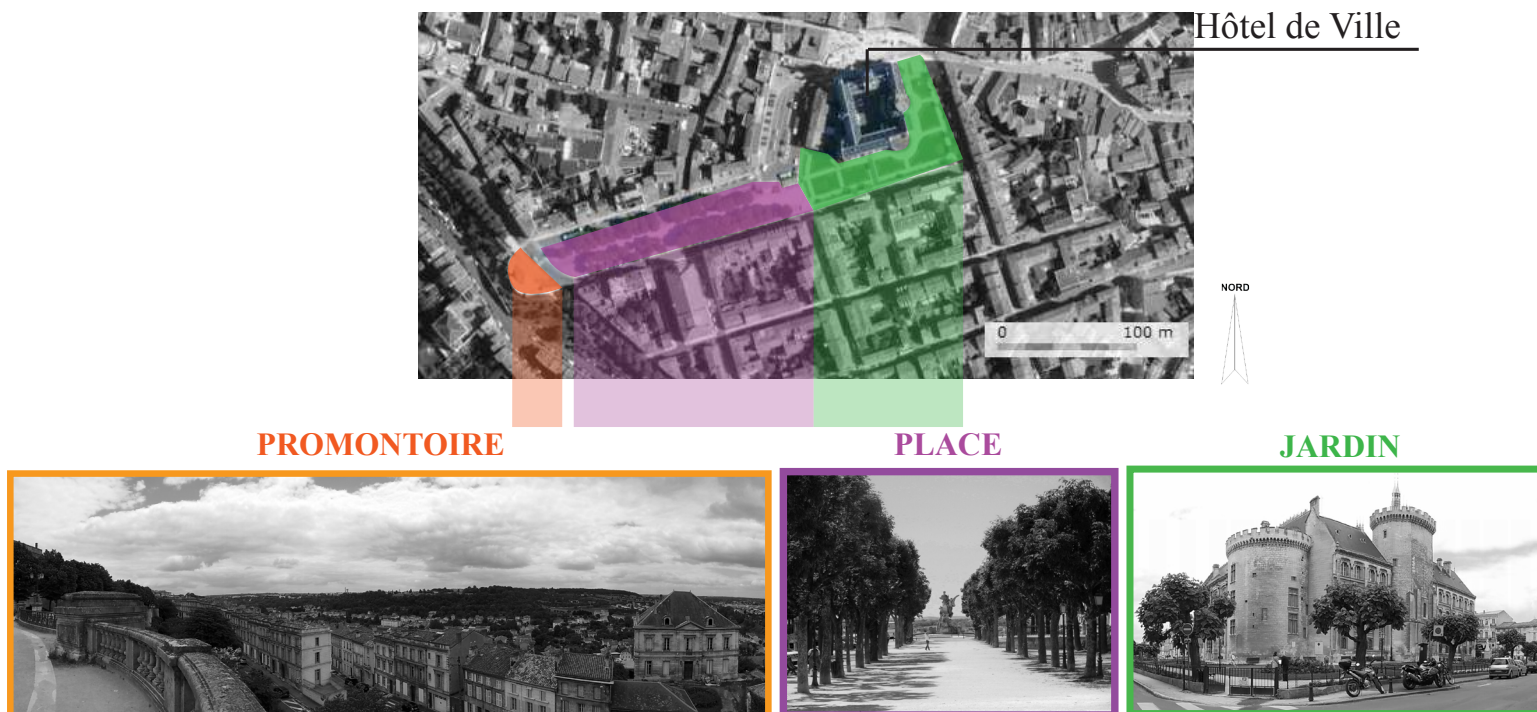 Hôtel de Ville
NORD
0 100 m
PROMONTOIRE
PLACE
JARDIN